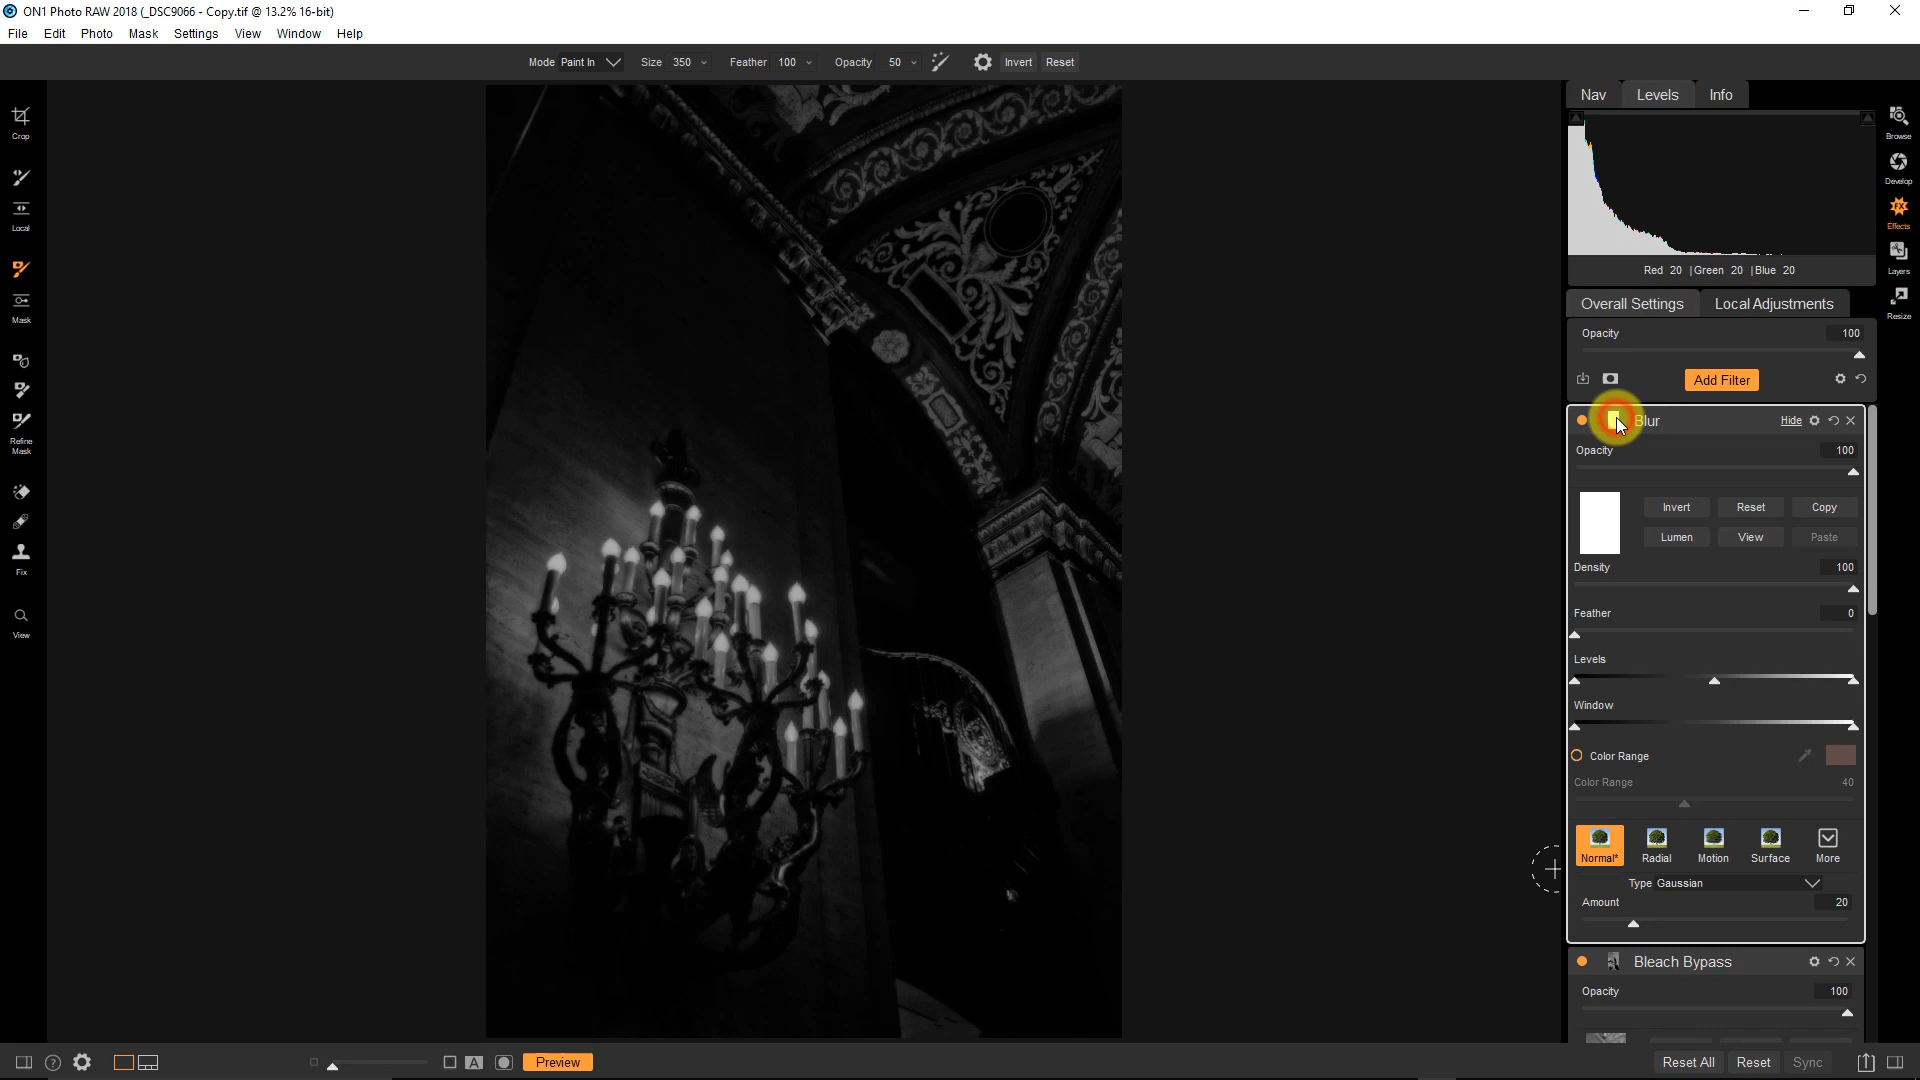 ON1 Photo RAW 2018 (_DSC9066 - Copy.tif @ 13.2% 16-bit)
File Edit Photo Mask Settings View Window Help
Mode Paint In Size 350 Feather 100 Opacity 50 Invert Reset
Nav Levels Info
Crop
Local
Mask
Refine
Mask
Fix
View
Red 20 |Green 20 |Blue 20
Browse
Develop
Effects
Layers
Resize
Overall Settings Local Adjustments
Opacity 100
Add Filter
Blur Hide
Opacity 100
Invert Reset Copy
Lumen View Paste
Density 100
Feather 0
Levels
Window
Color Range
Color Range 40
Normal* Radial Motion Surface More
Type Gaussian
Amount 20
Bleach Bypass
Opacity 100
? A Preview Reset All Reset Sync